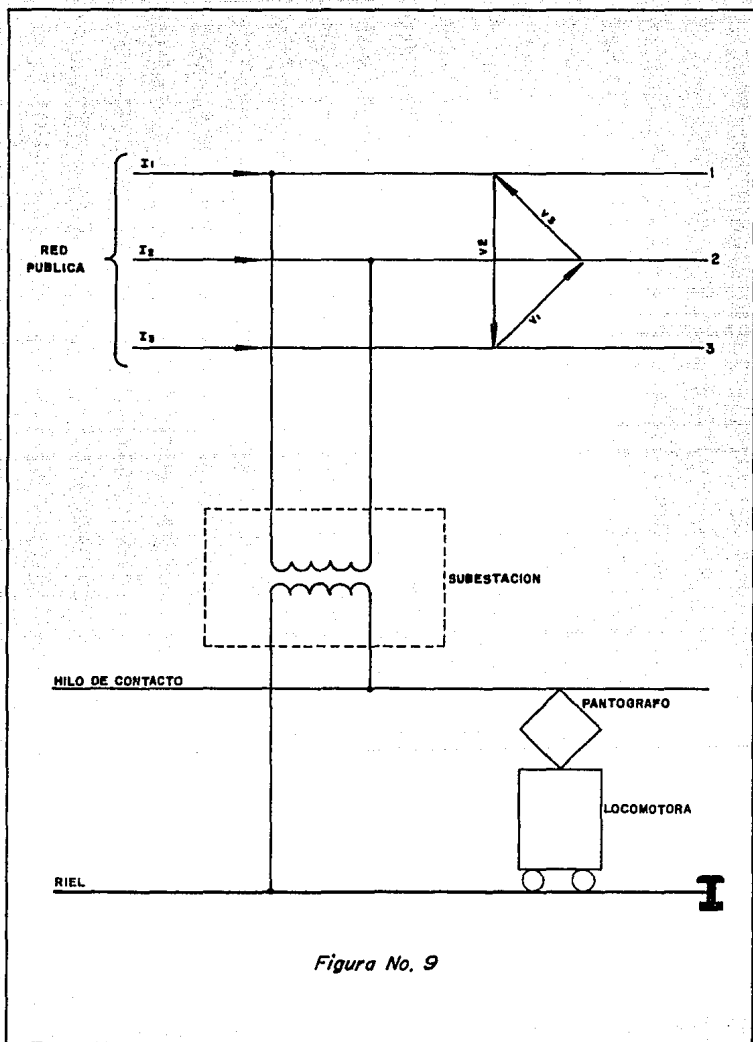 I1
1
V3
V2
RED
PUBLICA
I2
2
V1
I3
3
SUBESTACION
HILO DE CONTACTO
PANTOGRAFO
LOCOMOTORA
RIEL
Figura No. 9